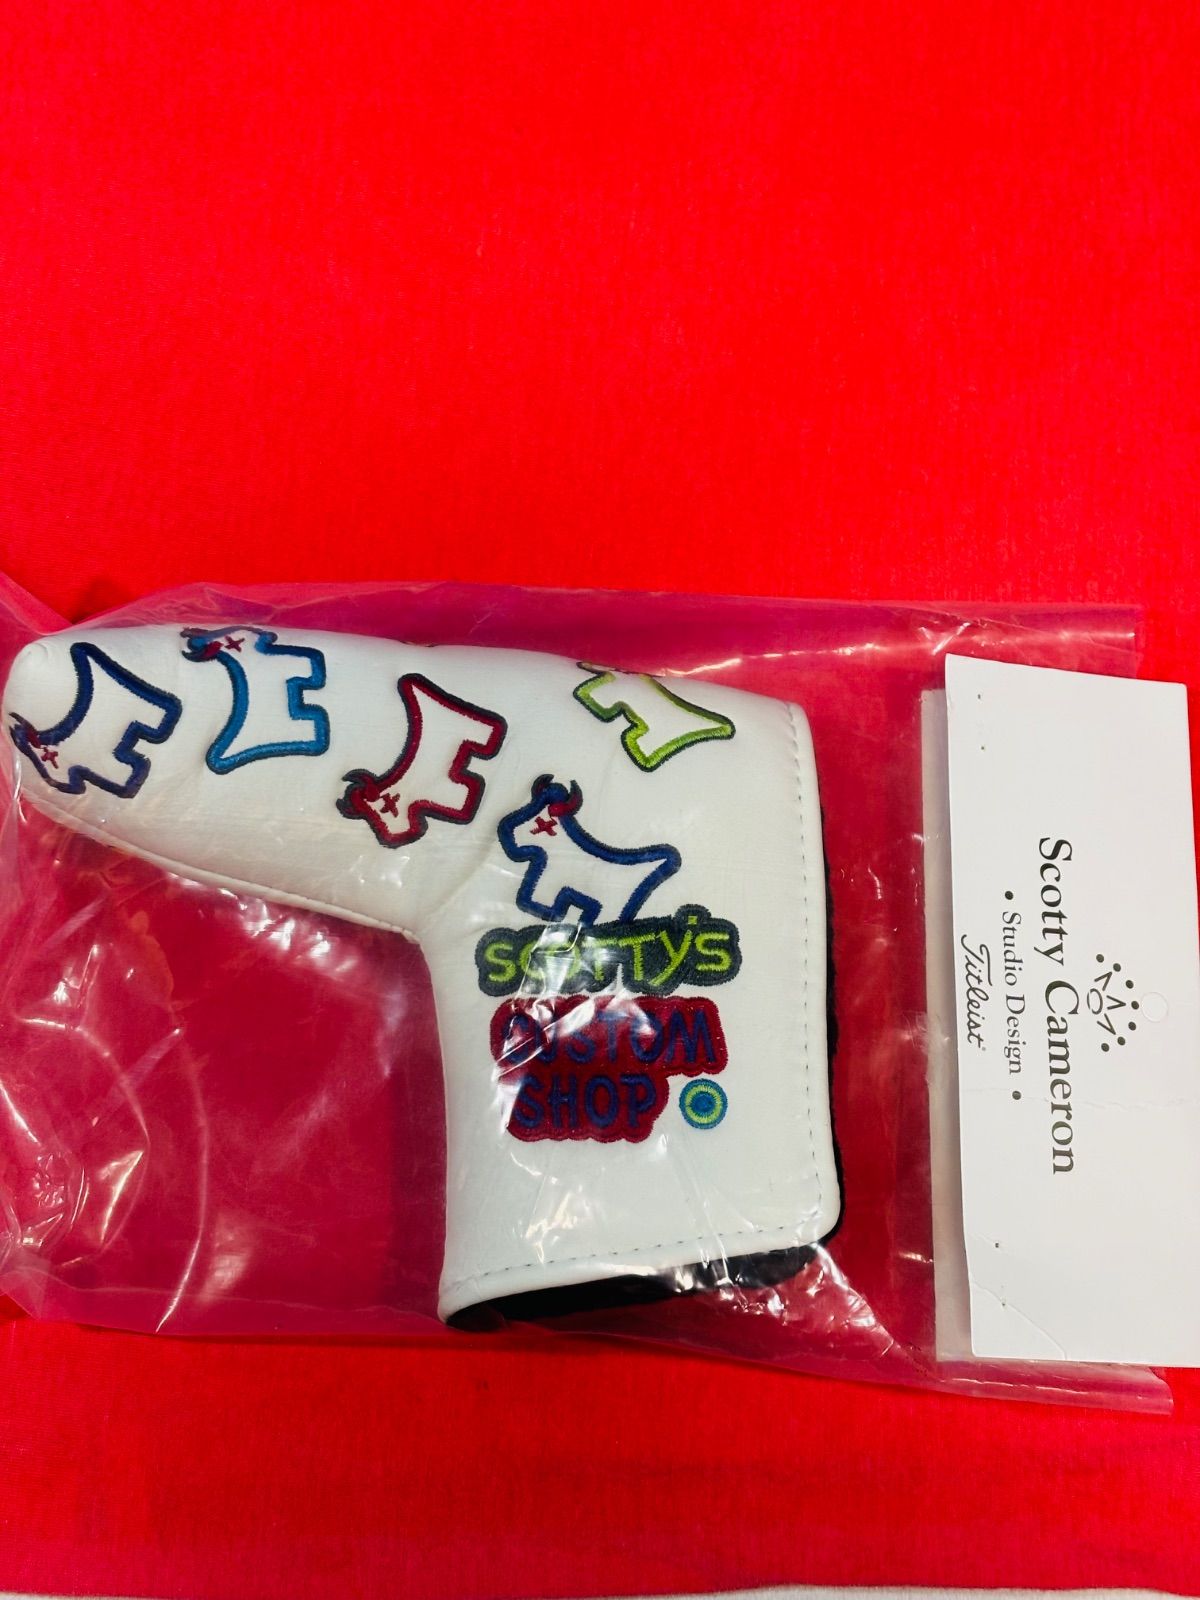 SCOTTY'S
CUSTOM
SHOP
Scotty Cameron
• Studio Design •
Titleist